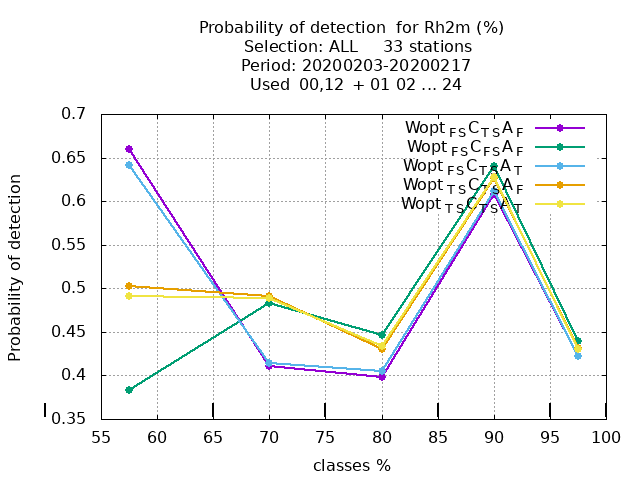 Probability of detection  for Rh2m (%)
Selection: ALL     33 stations
Period: 20200203-20200217
Used  00,12  + 01 02 ... 24
Wopt FS C TS A F
Wopt FS C FS A F
Wopt FS C TS A T
Wopt TS C TS A F
Wopt TS C TS A T
Probability of detection
0.7
0.65
0.6
0.55
0.5
0.45
0.4
0.35
55 60 65 70 75 80 85 90 95 100
classes %